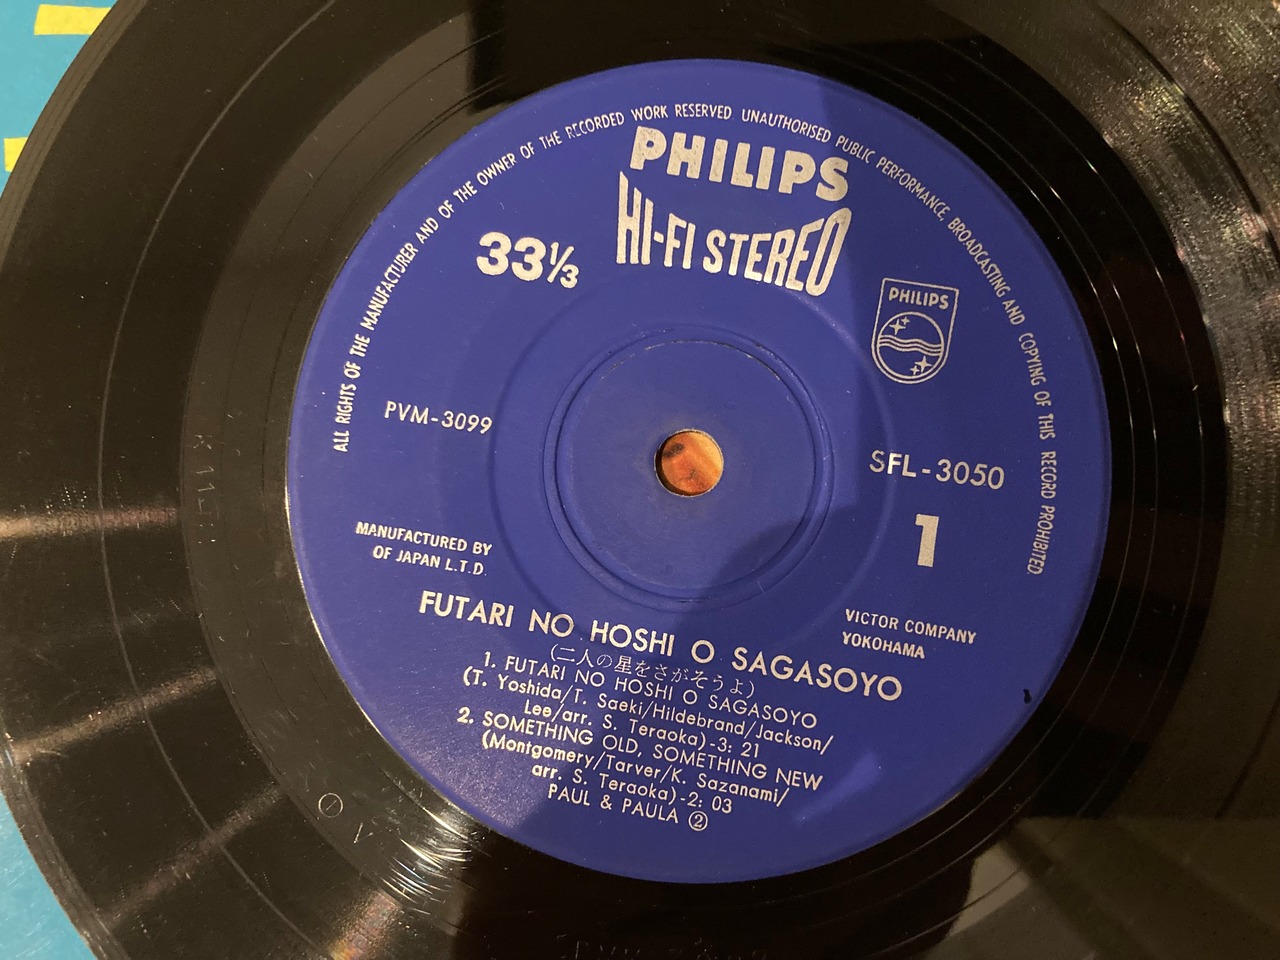 ALL RIGHTS OF THE MANUFACTURER AND OF THE OWNER OF THE RECORDED WORK RESERVED UNAUTHORISED PUBLIC PERFORMANCE, BROADCASTING AND COPYING OF THIS RECORD PROHIBITED.
PHILIPS
HI-FI STEREO
33⅓
PHILIPS
PVM-3099
SFL-3050
1
MANUFACTURED BY
OF JAPAN L.T.D.
VICTOR COMPANY
YOKOHAMA
FUTARI NO HOSHI O SAGASOYO
(二人の星をさがそうよ)
1. FUTARI NO HOSHI O SAGASOYO
(T. Yoshida/T. Saeki/Hildebrand/Jackson/
Lee/arr. S. Teraoka)-3: 21
2. SOMETHING OLD, SOMETHING NEW
(Montgomery/Tarver/K. Sazanami/
arr. S. Teraoka)-2: 03
PAUL & PAULA ②